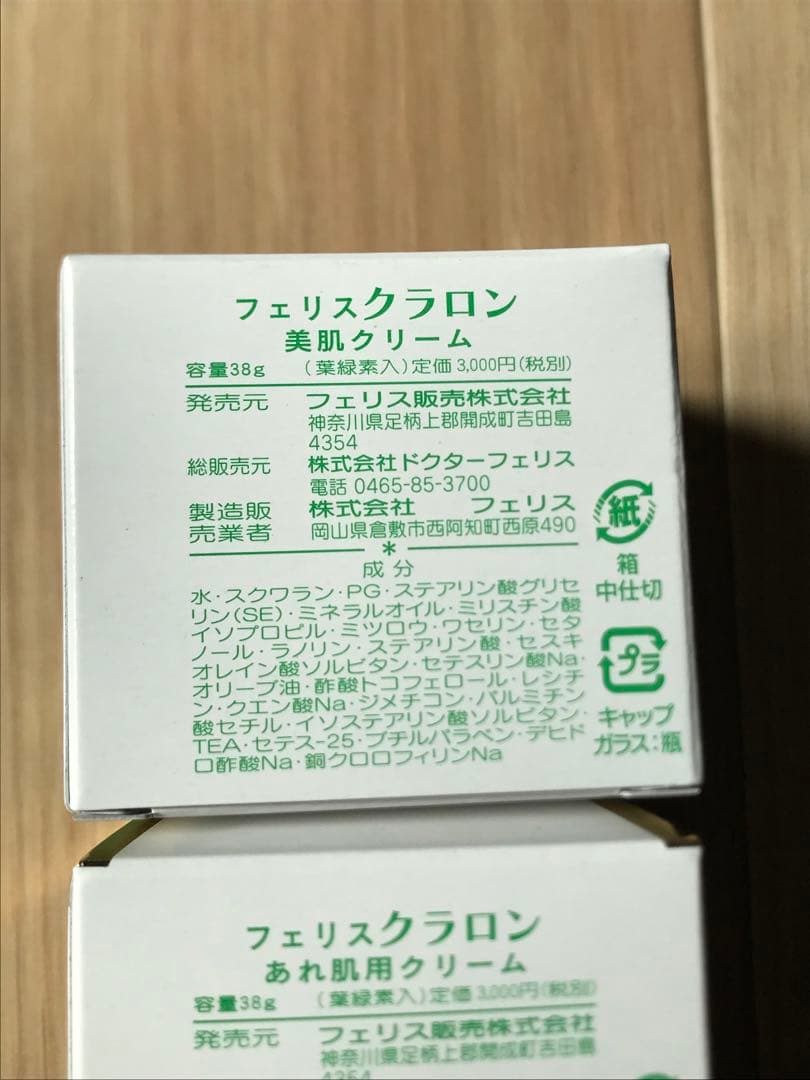 フェリスクラロン
美肌クリーム
容量38g （葉緑素入）定価3,000円（税別）
発売元 フェリス販売株式会社
神奈川県足柄上郡開成町吉田島
4354
総販売元 株式会社ドクターフェリス
電話 0465-85-3700
製造販 株式会社 フェリス
売業者 岡山県倉敷市西阿知町西原490
＊
成分
水・スクワラン・PG・ステアリン酸グリセ
リン(SE)・ミネラルオイル・ミリスチン酸
イソプロピル・ミツロウ・ワセリン・セタ
ノール・ラノリン・ステアリン酸・セスキ
オレイン酸ソルビタン・セテスリン酸Na・
オリーブ油・酢酸トコフェロール・レシチ
ン・クエン酸Na・ジメチコン・パルミチン
酸セチル・イソステアリン酸ソルビタン・
TEA・セテス-25・ブチルパラベン・デヒド
ロ酢酸Na・銅クロロフィリンNa
紙
箱
中仕切
プラ
キャップ
ガラス：瓶
フェリスクラロン
あれ肌用クリーム
容量38g （葉緑素入）定価3,000円（税別）
発売元 フェリス販売株式会社
神奈川県足柄上郡開成町吉田島
4354